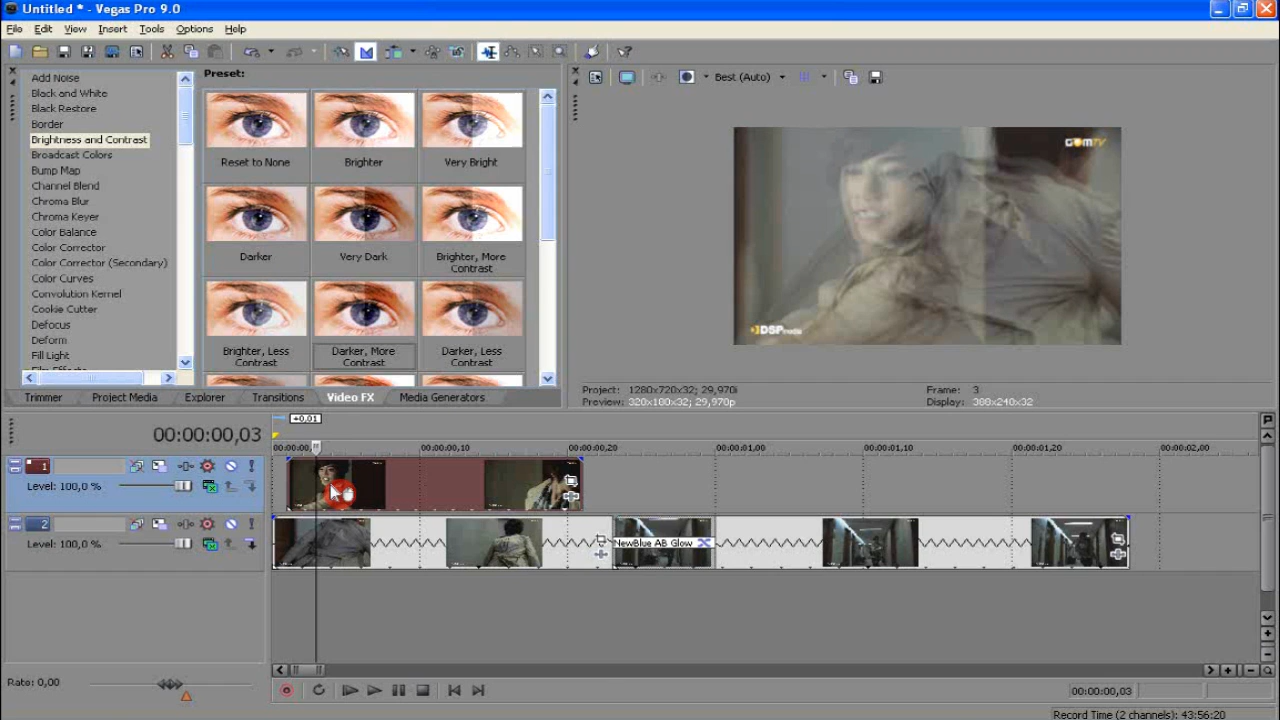 Untitled * - Vegas Pro 9.0
File Edit View Insert Tools Options Help
Add Noise
Black and White
Black Restore
Border
Brightness and Contrast
Broadcast Colors
Bump Map
Channel Blend
Chroma Blur
Chroma Keyer
Color Balance
Color Corrector
Color Corrector (Secondary)
Color Curves
Convolution Kernel
Cookie Cutter
Defocus
Deform
Fill Light
Preset:
Reset to None
Brighter
Very Bright
Darker
Very Dark
Brighter, More Contrast
Brighter, Less Contrast
Darker, More Contrast
Darker, Less Contrast
Trimmer Project Media Explorer Transitions Video FX Media Generators
Best (Auto)
GOMTV
DSPmedia
Project: 1280x720x32; 29,970i
Preview: 320x180x32; 29,970p
Frame: 3
Display: 388x240x32
+0,01
00:00:00,03
00:00:00, 00:00:00,10 00:00:00,20 00:00:01,00 00:00:01,10 00:00:01,20 00:00:02,00
1
Level: 100,0 %
2
Level: 100,0 %
NewBlue AB Glow
Rate: 0,00
00:00:00,03
Record Time (2 channels): 43:56:20